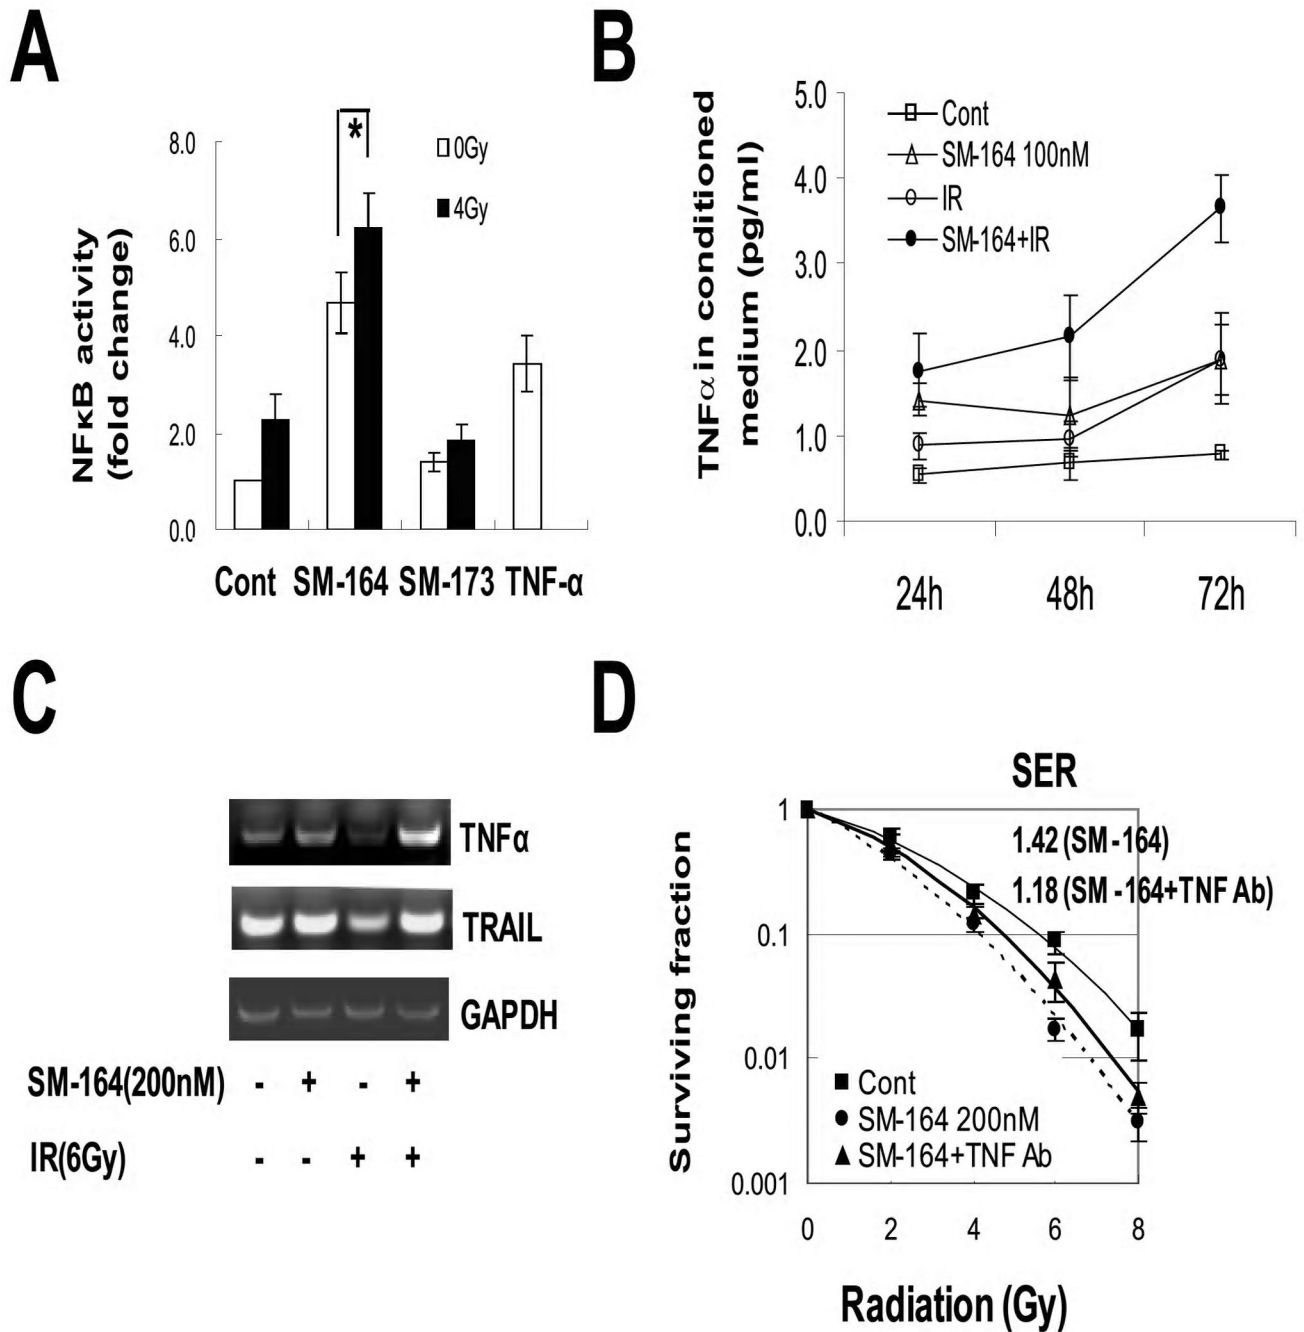 A
NFκB activity
(fold change)
8.0
6.0
4.0
2.0
0.0
*
0Gy
4Gy
Cont SM-164 SM-173 TNF-α
B
TNFα in conditioned
medium (pg/ml)
5.0
4.0
3.0
2.0
1.0
0.0
Cont
SM-164 100nM
IR
SM-164+IR
24h 48h 72h
C
TNFα
TRAIL
GAPDH
SM-164(200nM) - + - +
IR(6Gy) - - + +
D
SER
1.42 (SM -164)
1.18 (SM -164+TNF Ab)
Surviving fraction
1
0.1
0.01
0.001
Cont
SM-164 200nM
SM-164+TNF Ab
0 2 4 6 8
Radiation (Gy)